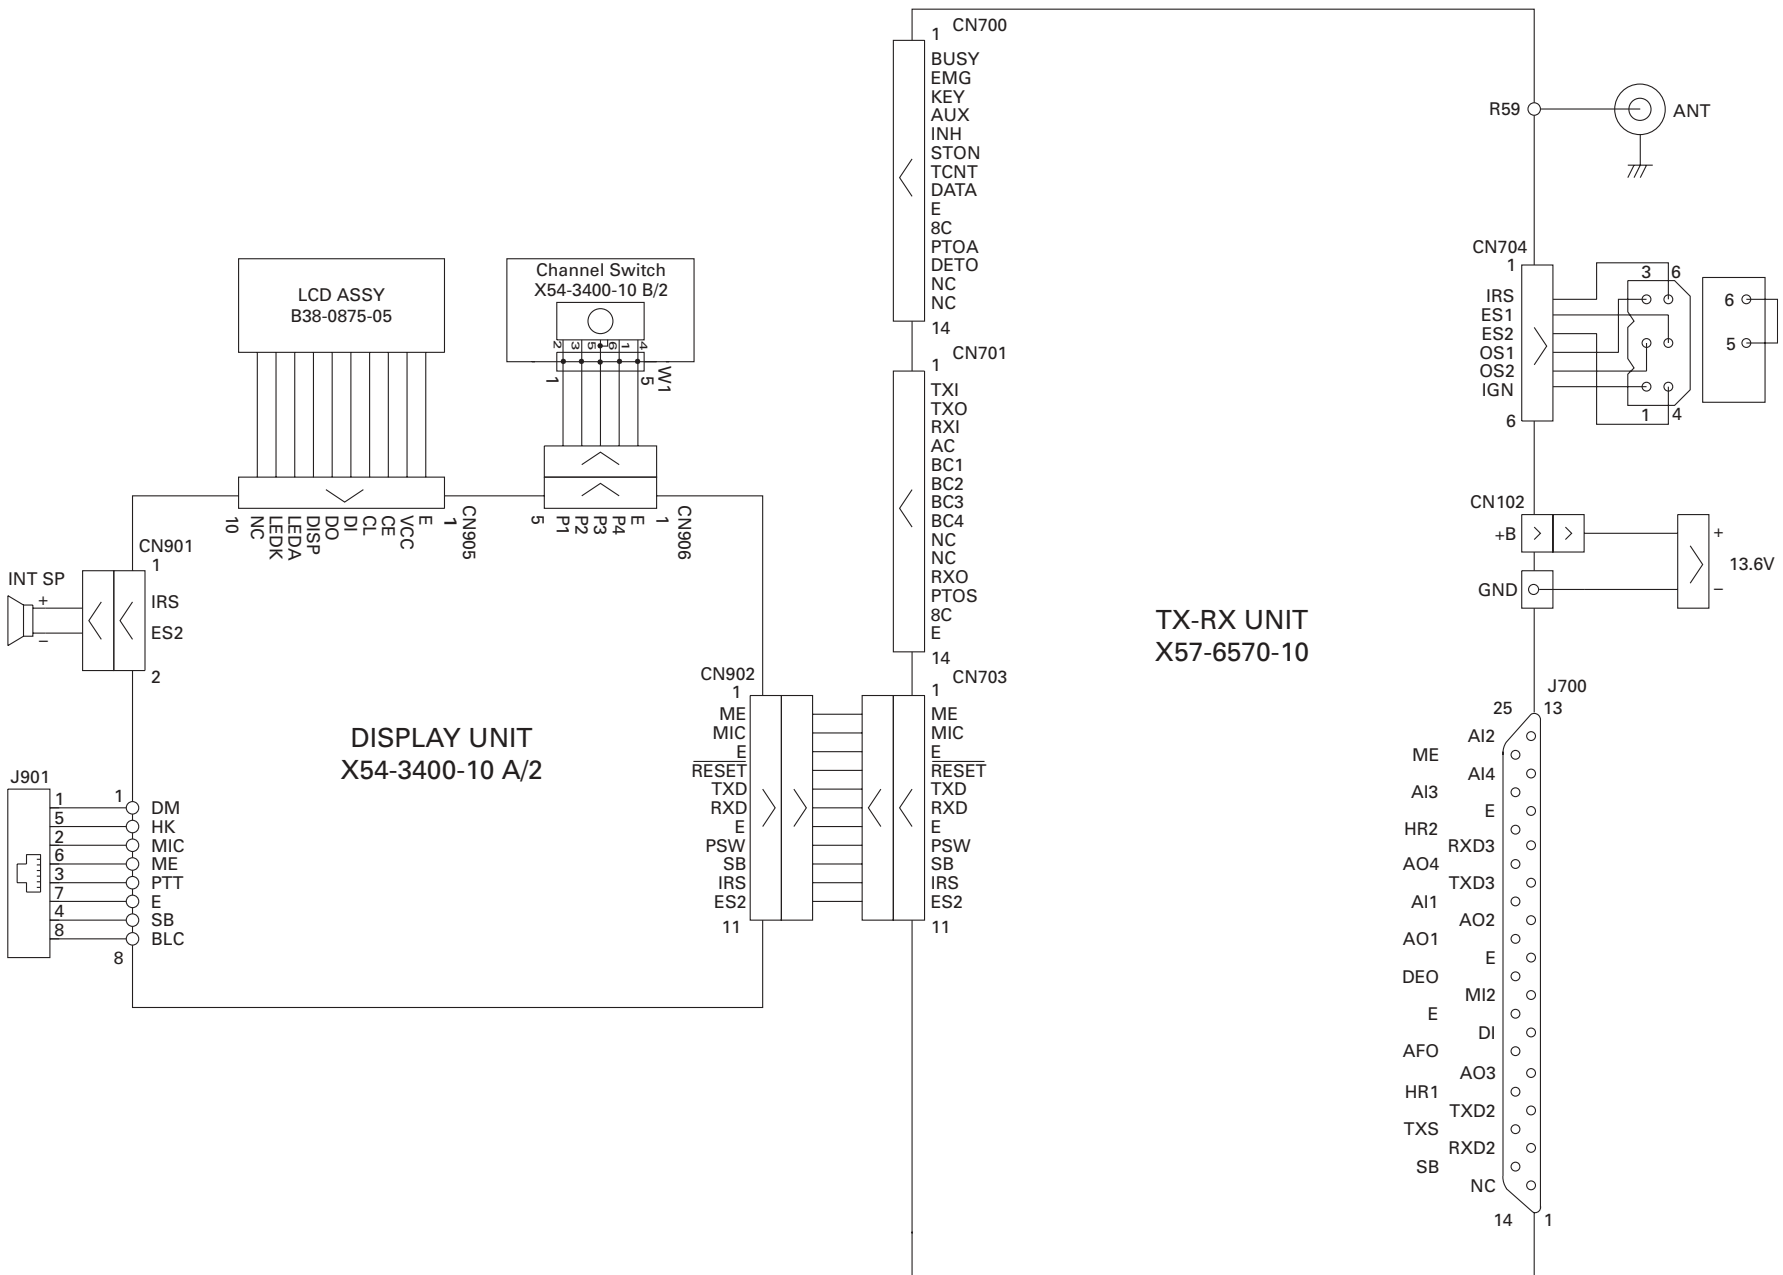 CN700
1
BUSY
EMG
KEY
AUX
INH
STON
TCNT
DATA
E
8C
PTOA
DETO
NC
NC
14
CN701
1
TXI
TXO
RXI
AC
BC1
BC2
BC3
BC4
NC
NC
RXO
PTOS
8C
E
14
CN703
1
ME
MIC
E
RESET
TXD
RXD
E
PSW
SB
IRS
ES2
11
LCD ASSY
B38-0875-05
Channel Switch
X54-3400-10 B/2
2 3 5 C 6 1 4
1 5 W1
10 NC LEDK LEDA DISP DO DI CL CE VCC E 1 CN905
5 P1 P2 P3 P4 E 1 CN906
CN901
1
INT SP
+
−
IRS
ES2
2
DISPLAY UNIT
X54-3400-10 A/2
J901
1 1 DM
5 HK
2 MIC
6 ME
3 PTT
7 E
4 SB
8 BLC
8
CN902
1
ME
MIC
E
RESET
TXD
RXD
E
PSW
SB
IRS
ES2
11
TX-RX UNIT
X57-6570-10
R59 ANT
CN704
1
IRS
ES1
ES2
OS1
OS2
IGN
6
3 6
1 4
6
5
CN102
+B
GND
+
13.6V
−
J700
25 13
AI2
ME
AI4
AI3
E
HR2
RXD3
AO4
TXD3
AI1
AO2
AO1
E
DEO
MI2
E
DI
AFO
AO3
HR1
TXD2
TXS
RXD2
SB
NC
14 1